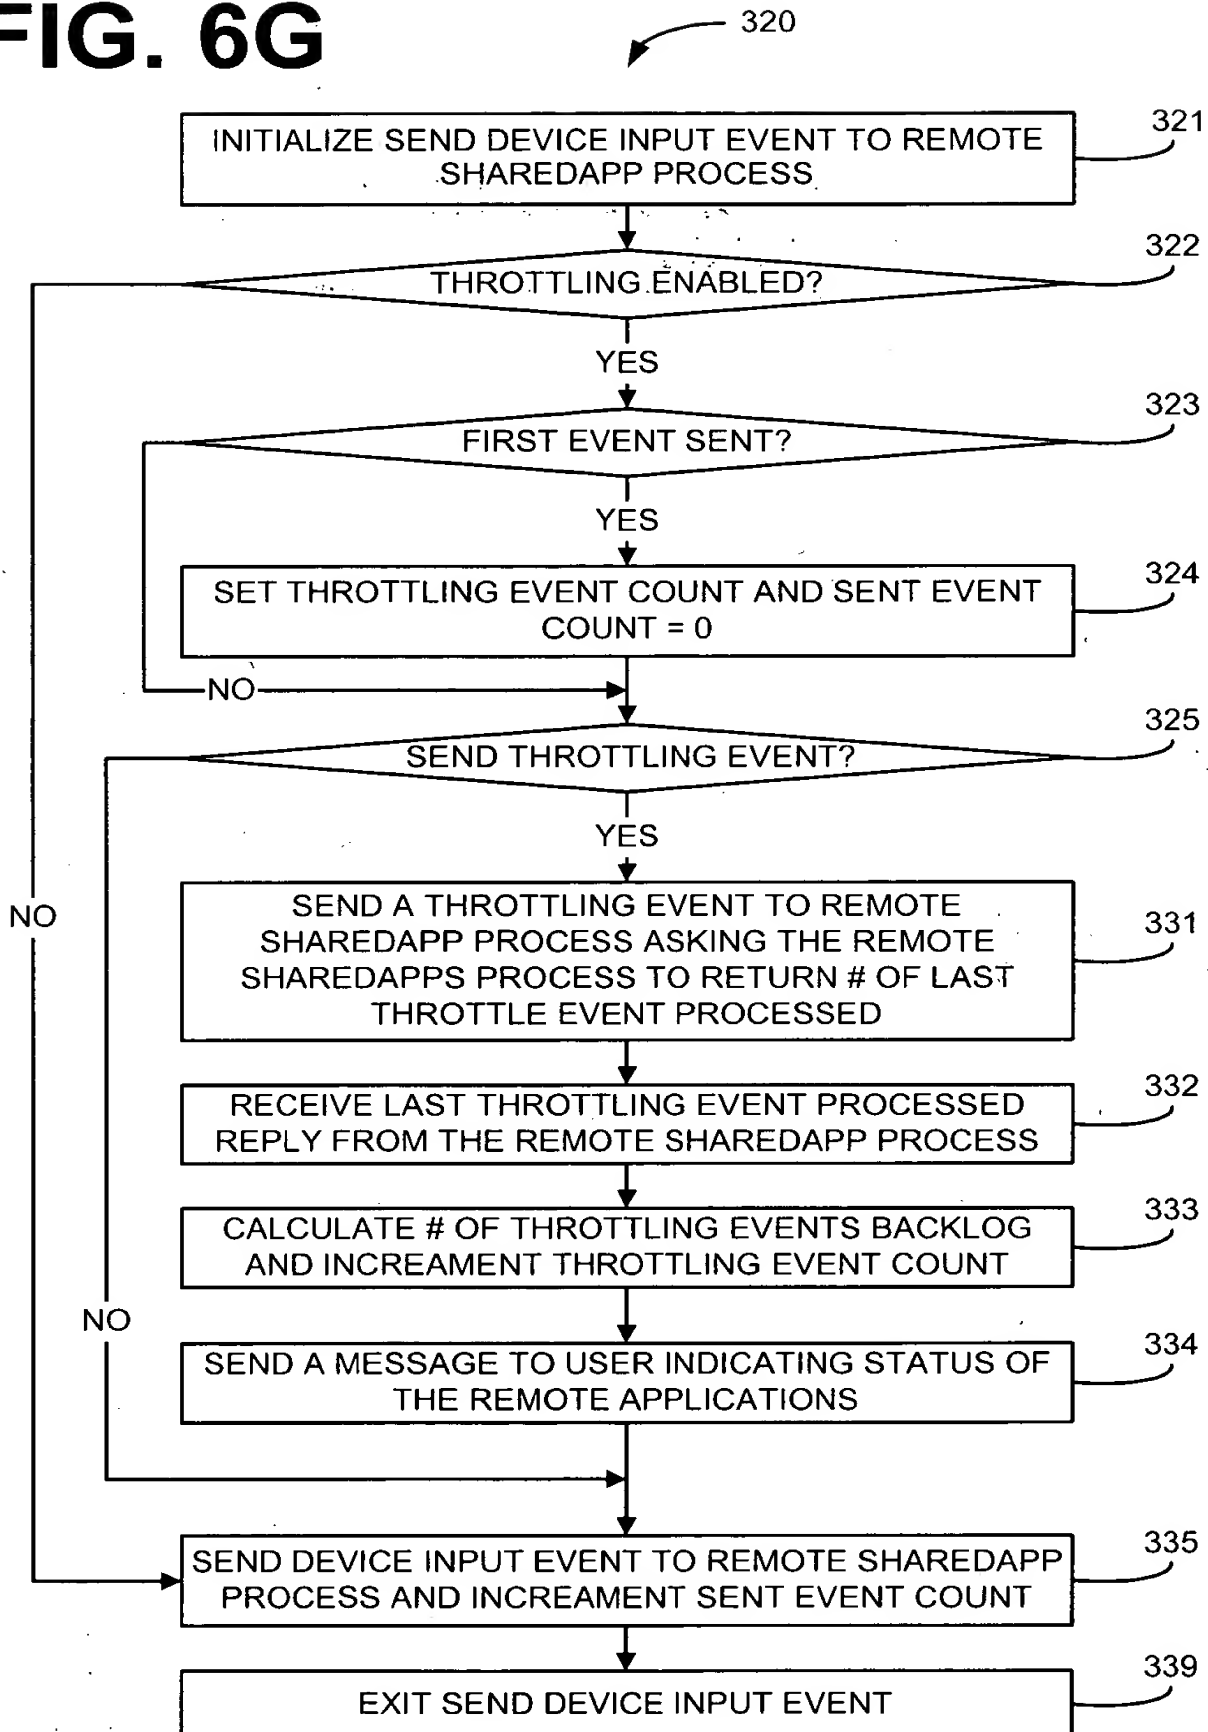 FIG. 6G
320
INITIALIZE SEND DEVICE INPUT EVENT TO REMOTE
SHAREDAPP PROCESS
321
THROTTLING ENABLED?
322
YES
FIRST EVENT SENT?
323
YES
SET THROTTLING EVENT COUNT AND SENT EVENT
COUNT = 0
324
NO
SEND THROTTLING EVENT?
325
YES
NO
SEND A THROTTLING EVENT TO REMOTE
SHAREDAPP PROCESS ASKING THE REMOTE
SHAREDAPPS PROCESS TO RETURN # OF LAST
THROTTLE EVENT PROCESSED
331
RECEIVE LAST THROTTLING EVENT PROCESSED
REPLY FROM THE REMOTE SHAREDAPP PROCESS
332
CALCULATE # OF THROTTLING EVENTS BACKLOG
AND INCREAMENT THROTTLING EVENT COUNT
333
NO
SEND A MESSAGE TO USER INDICATING STATUS OF
THE REMOTE APPLICATIONS
334
SEND DEVICE INPUT EVENT TO REMOTE SHAREDAPP
PROCESS AND INCREAMENT SENT EVENT COUNT
335
EXIT SEND DEVICE INPUT EVENT
339